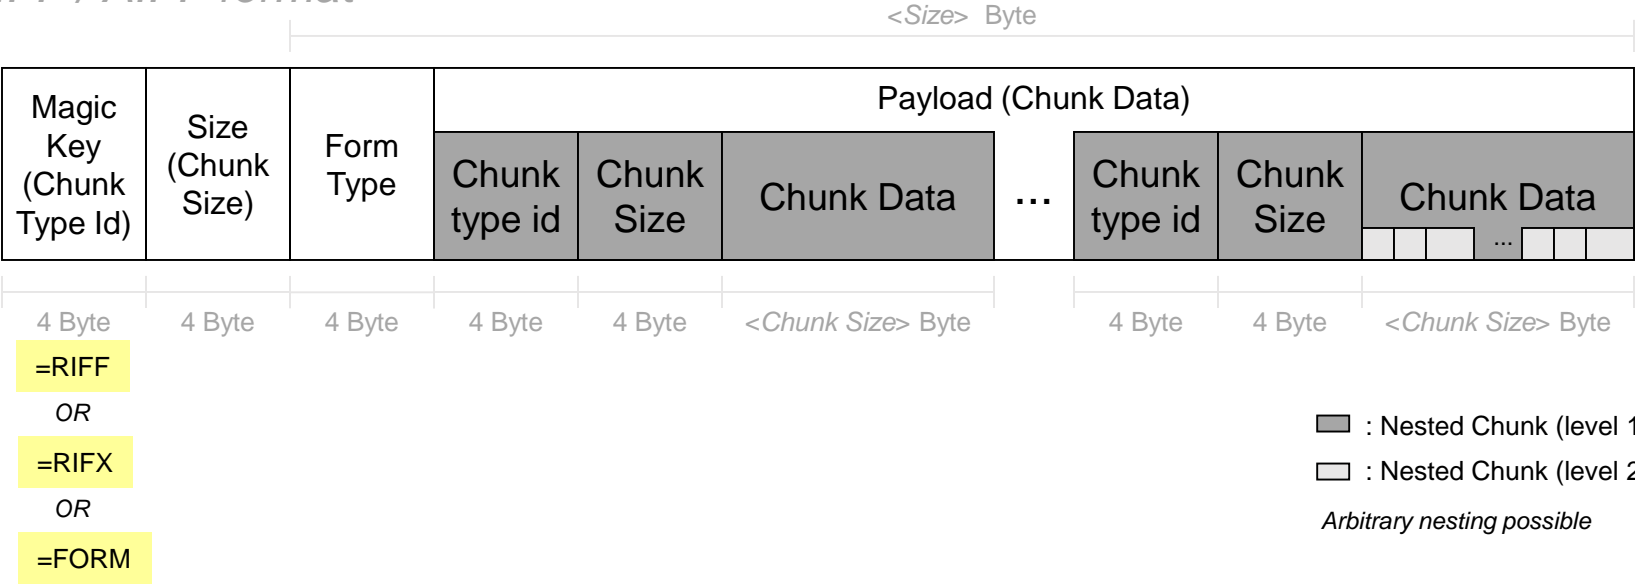 format
<Size> Byte
Magic
Key
(Chunk
Type Id)
Size
(Chunk
Size)
Form
Type
Payload (Chunk Data)
Chunk
type id
Chunk
Size
Chunk Data
...
Chunk
type id
Chunk
Size
Chunk Data
...
4 Byte
4 Byte
4 Byte
4 Byte
4 Byte
<Chunk Size> Byte
4 Byte
4 Byte
<Chunk Size> Byte
=RIFF
OR
=RIFX
OR
=FORM
: Nested Chunk (level 1
: Nested Chunk (level 2
Arbitrary nesting possible